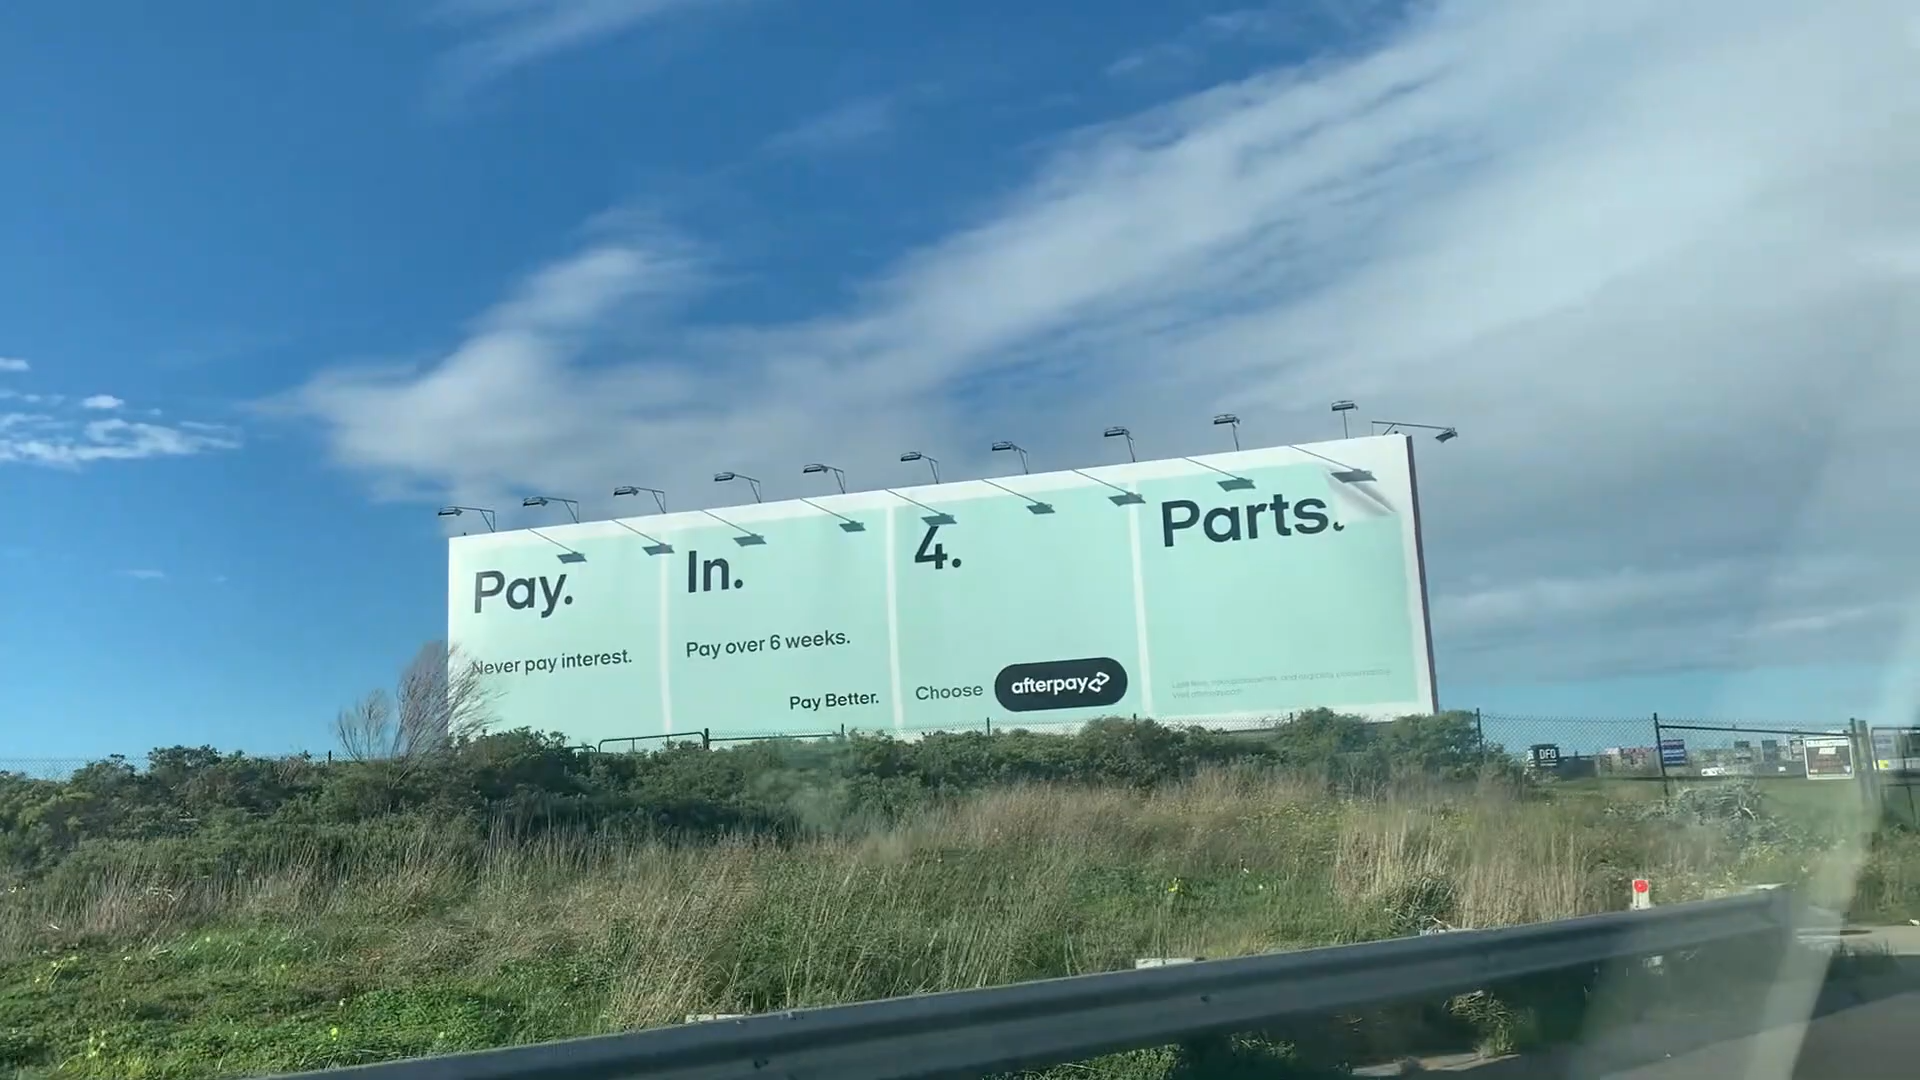 Pay.
In.
4.
Parts.
Never pay interest.
Pay over 6 weeks.
Pay Better.
Choose
afterpay
DFO